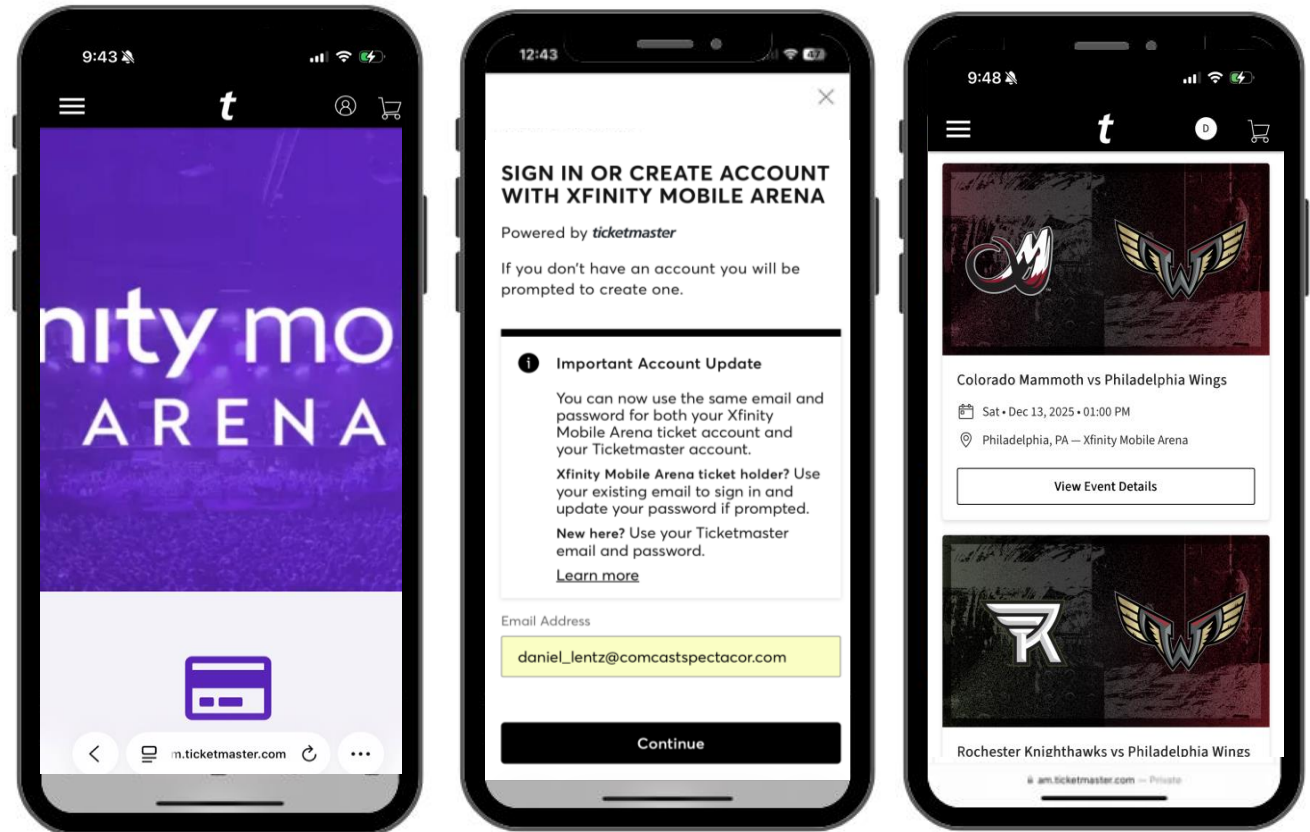 9:43
t
nity mo
ARENA
m.ticketmaster.com
12:43
47
SIGN IN OR CREATE ACCOUNT
WITH XFINITY MOBILE ARENA
Powered by ticketmaster
If you don't have an account you will be
prompted to create one.
Important Account Update
You can now use the same email and
password for both your Xfinity
Mobile Arena ticket account and
your Ticketmaster account.
Xfinity Mobile Arena ticket holder? Use
your existing email to sign in and
update your password if prompted.
New here? Use your Ticketmaster
email and password.
Learn more
Email Address
daniel_lentz@comcastspectacor.com
Continue
9:48
t
D
Colorado Mammoth vs Philadelphia Wings
Sat • Dec 13, 2025 • 01:00 PM
Philadelphia, PA — Xfinity Mobile Arena
View Event Details
Rochester Knighthawks vs Philadelphia Wings
am.ticketmaster.com — Private